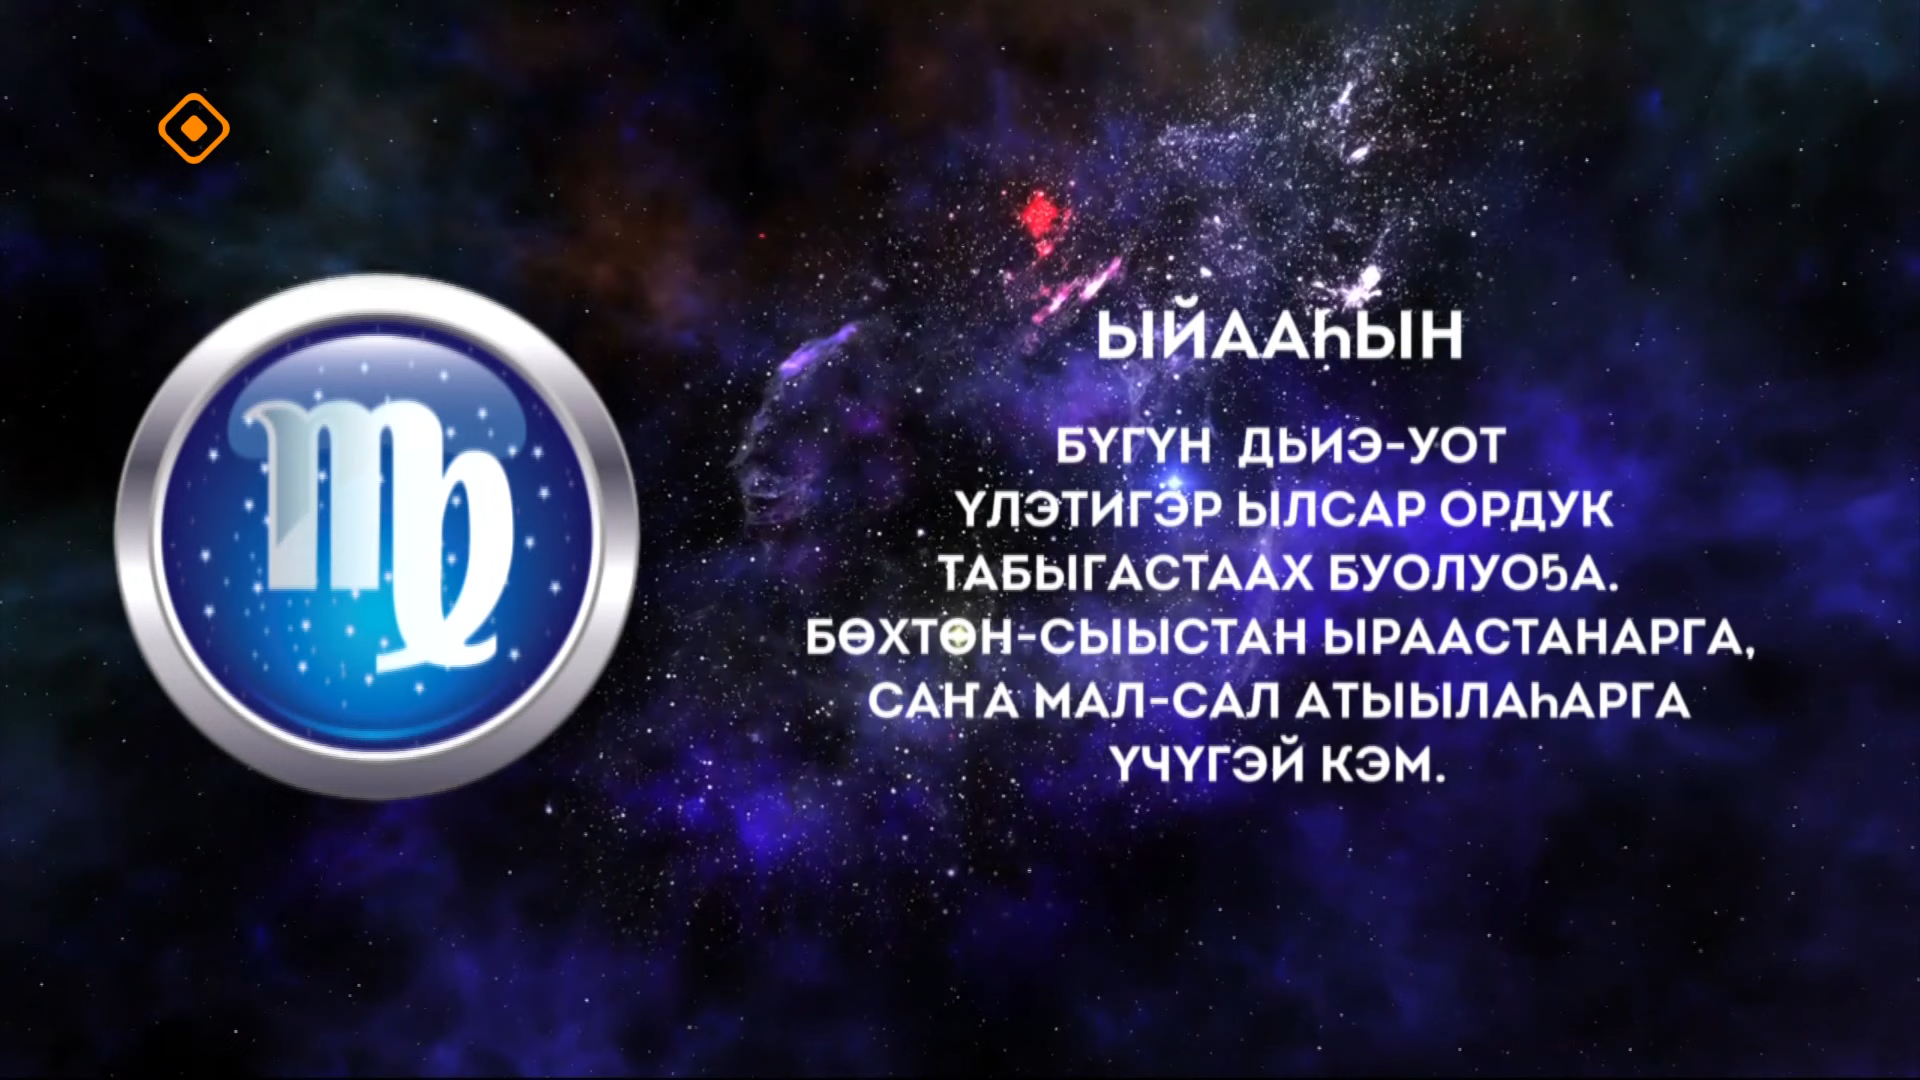 ЫЙААҺЫН
БҮГҮН ДЬИЭ-УОТ
ҮЛЭТИГЭР ЫЛСАР ОРДУК
ТАБЫГАСТААХ БУОЛУОҔА.
БӨХТӨН-СЫЫСТАН ЫРААСТАНАРГА,
САҤА МАЛ-САЛ АТЫЫЛАҺАРГА
ҮЧҮГЭЙ КЭМ.